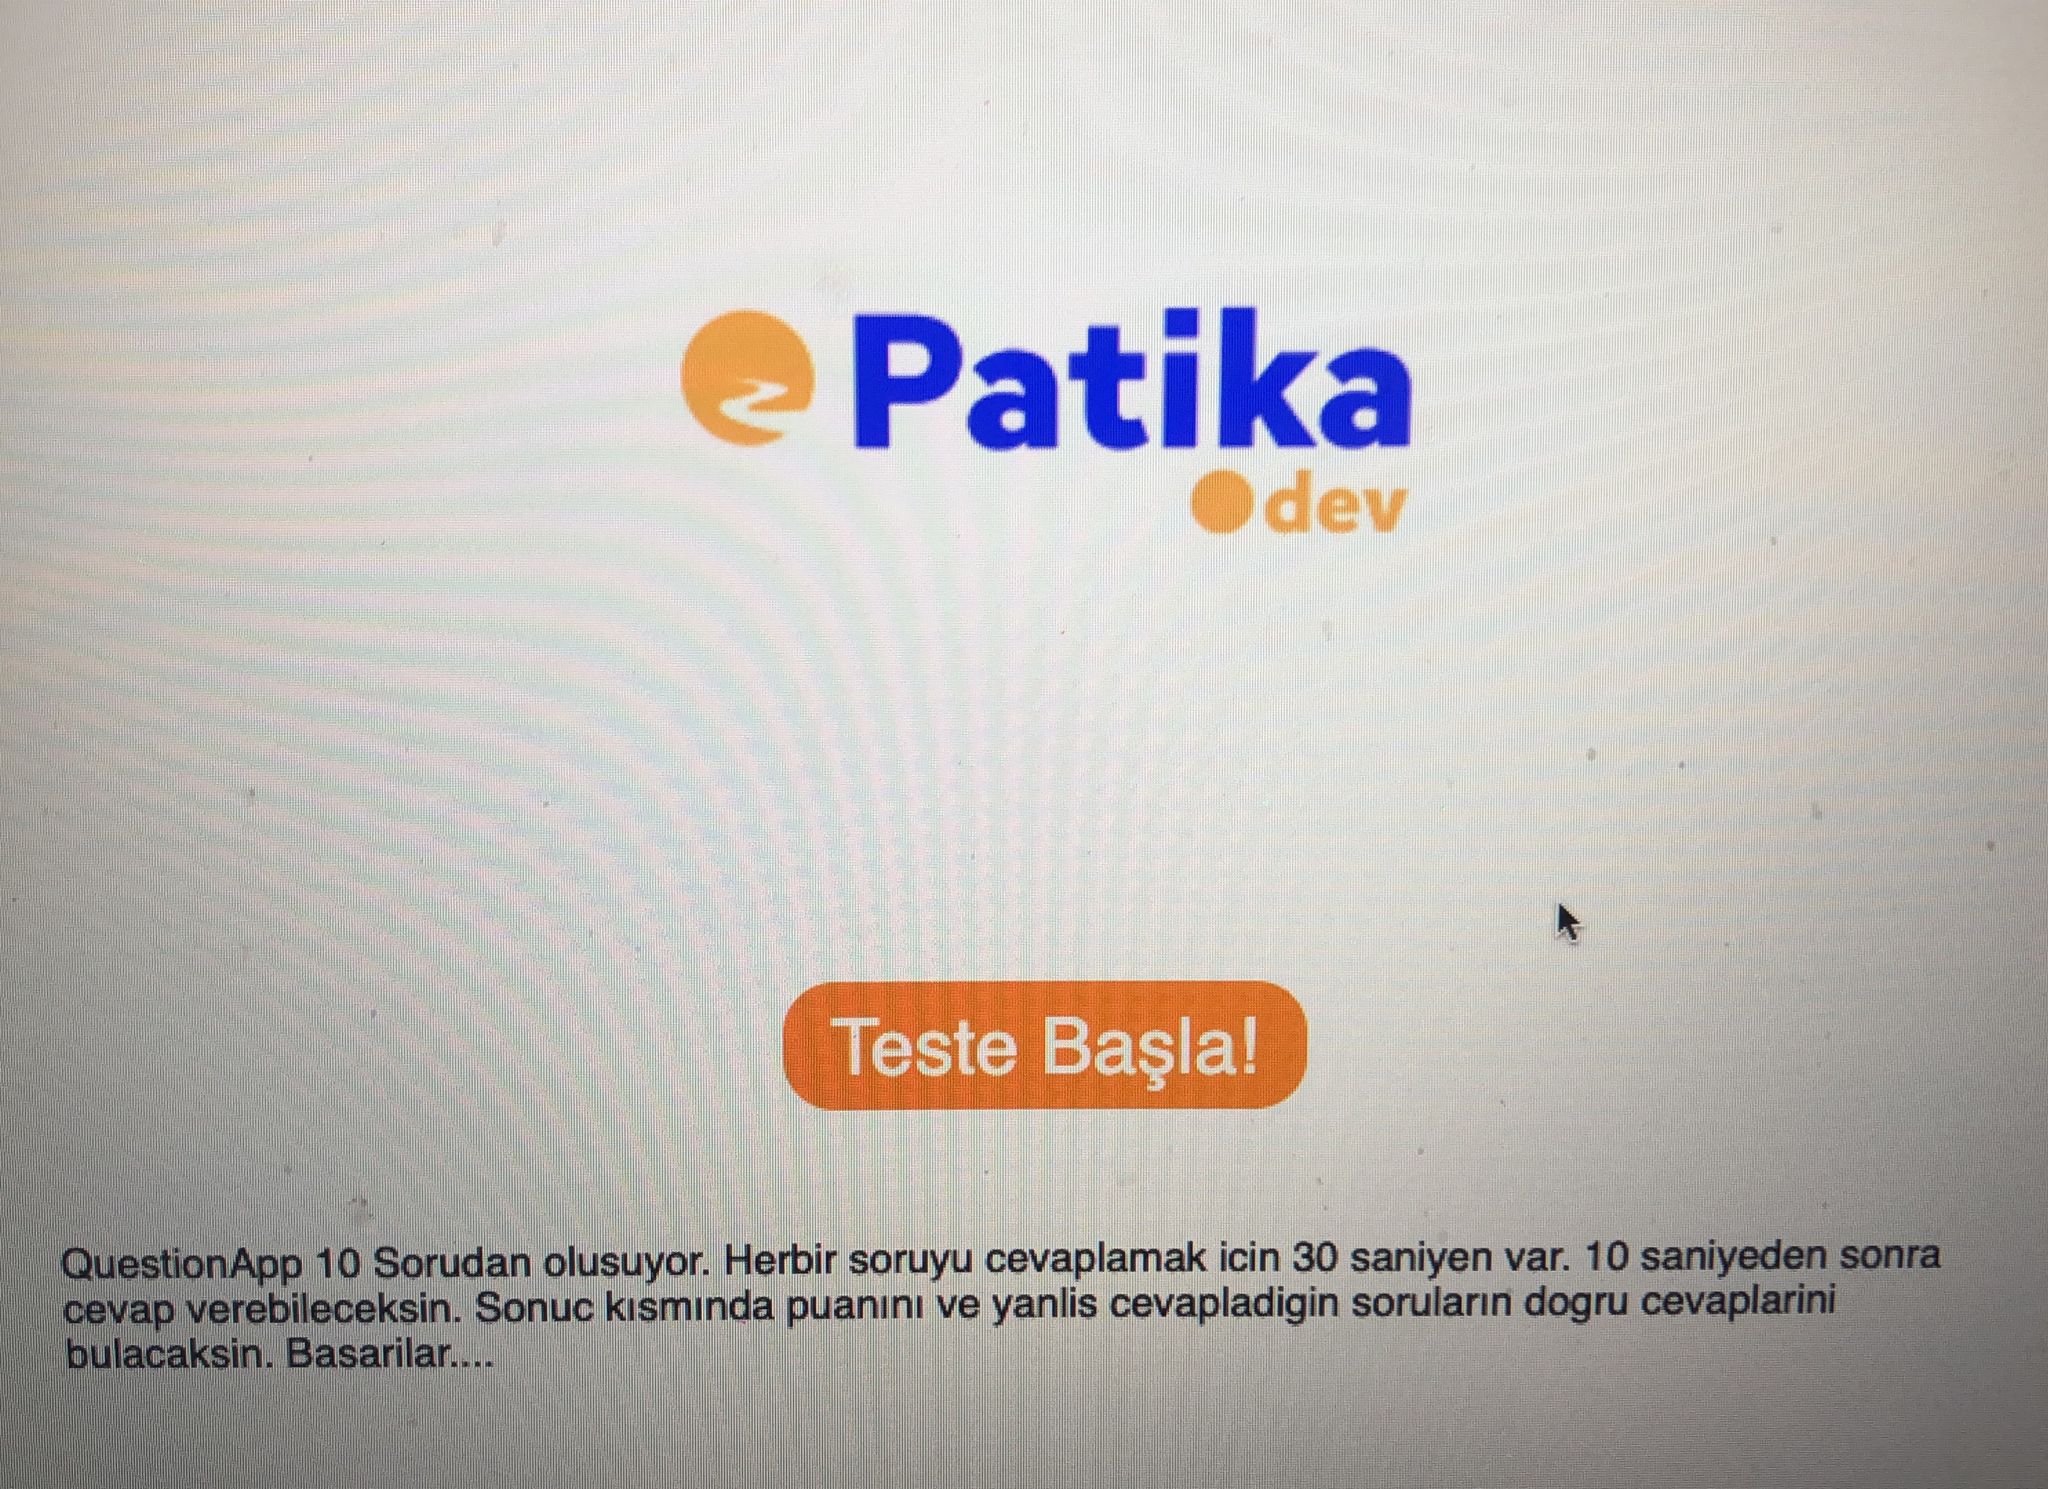 Patika
dev
Teste Başla!
QuestionApp 10 Sorudan olusuyor. Herbir soruyu cevaplamak icin 30 saniyen var. 10 saniyeden sonra
cevap verebileceksin. Sonuc kısmında puanını ve yanlis cevapladigin soruların dogru cevaplarini
bulacaksin. Basarilar....